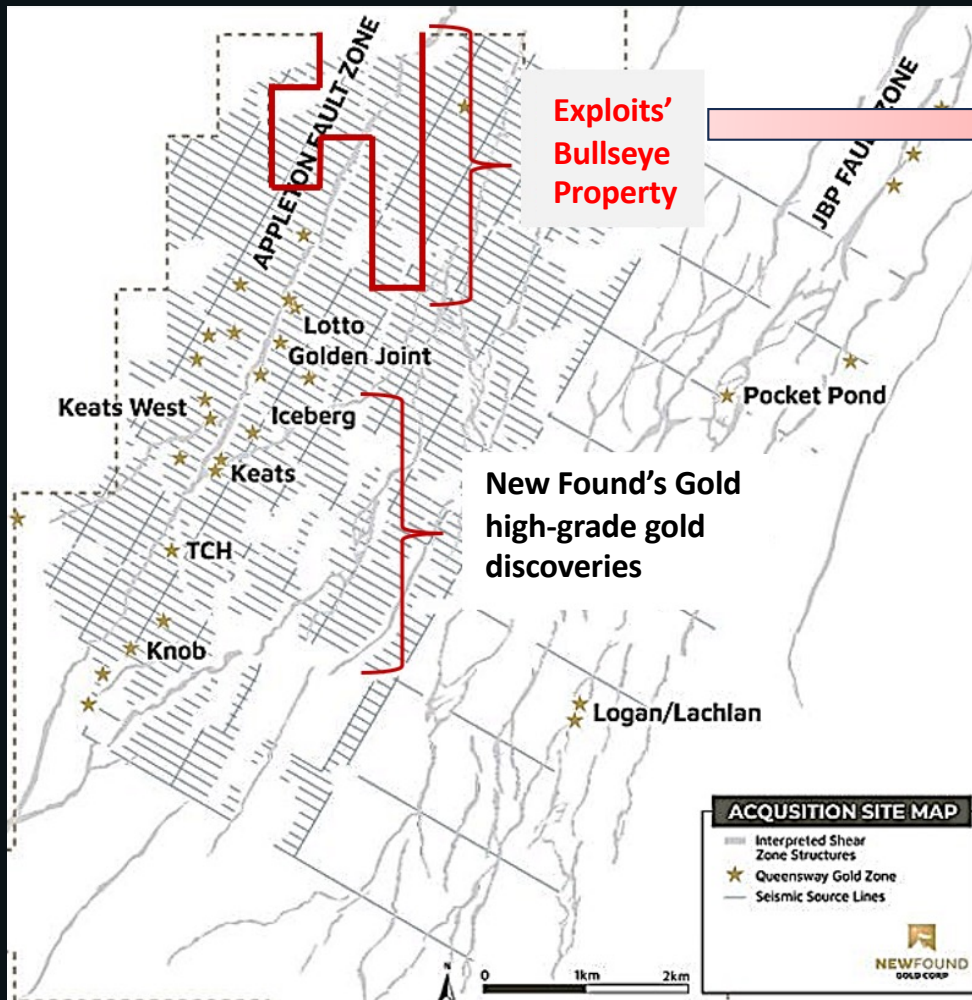 APPLETON FAULT ZONE
JBP FAULT ZONE
Exploits’
Bullseye
Property
Lotto
Golden Joint
Keats West
Iceberg
Keats
Pocket Pond
New Found's Gold
high-grade gold
discoveries
TCH
Knob
Logan/Lachlan
ACQUSITION SITE MAP
Interpreted Shear
Zone Structures
Queensway Gold Zone
Seismic Source Lines
NEWFOUND
GOLD CORP
N
0 1km 2km